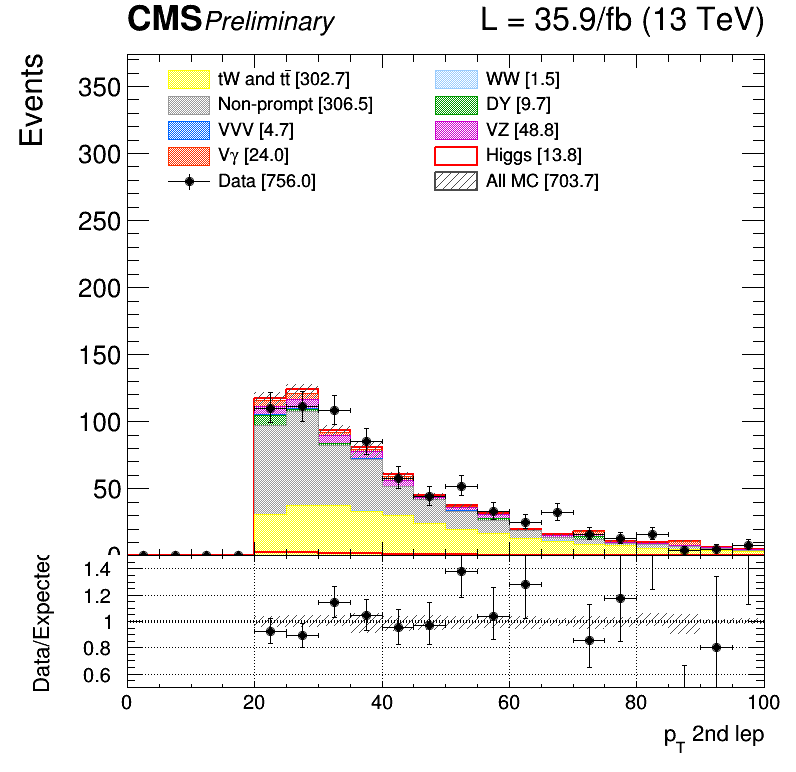 CMS Preliminary L = 35.9/fb (13 TeV)
Events
350
300
250
200
150
100
50
0
tW and tt̄ [302.7]
Non-prompt [306.5]
VVV [4.7]
Vγ [24.0]
Data [756.0]
WW [1.5]
DY [9.7]
VZ [48.8]
Higgs [13.8]
All MC [703.7]
Data/Expected
1.4
1.2
1
0.8
0.6
0 20 40 60 80 100
p_T 2nd lep